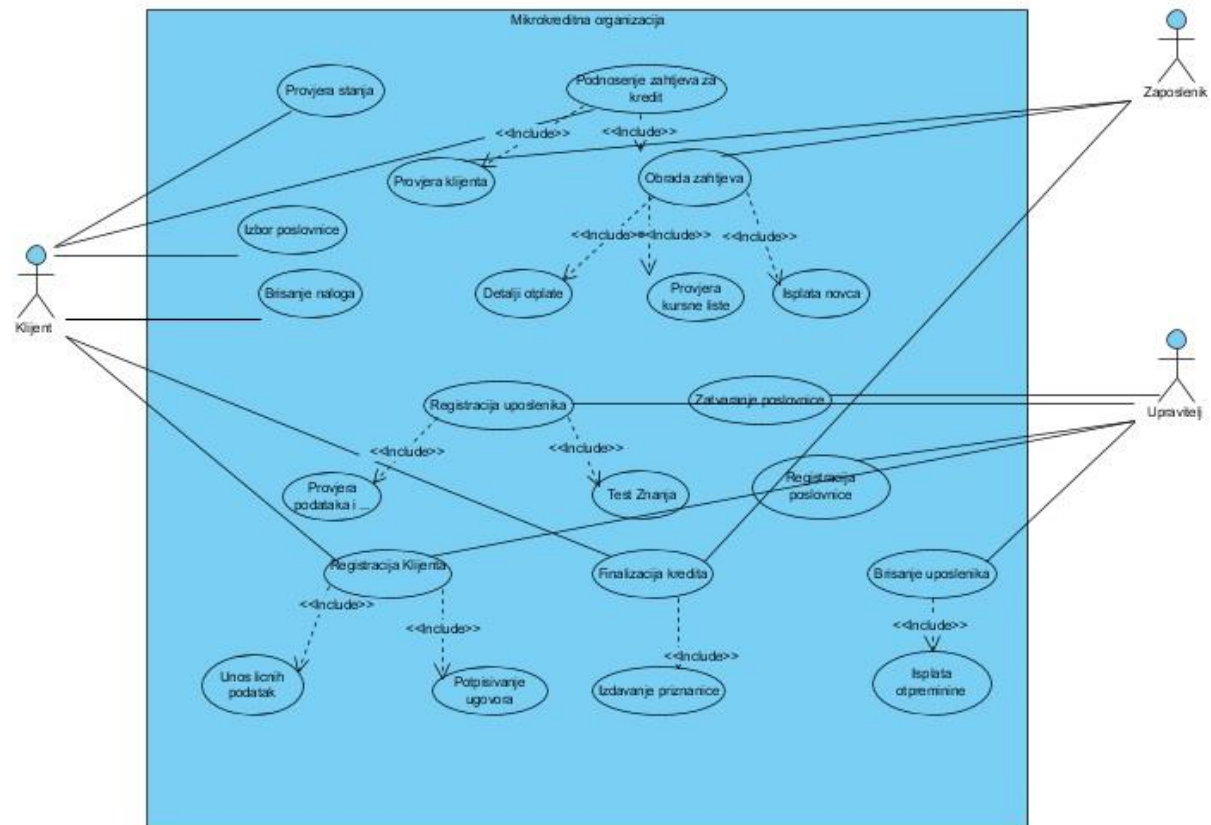 Mikrokreditna organizacija
Zaposlenik
Provjera stanja
Podnosenje zahtjeva za
kredit
<<Include>>
<<Include>>
Provjera klijenta
Obrada zahtjeva
Izbor poslovnice
<<Include>>
<<Include>>
<<Include>>
Klijent
Brisanje naloga
Detalji otplate
Provjera
kursne liste
Isplata novca
Upravitelj
Registracija uposlenika
Zatvaranje poslovnice
<<Include>>
<<Include>>
Provjera
podataka i ...
Test Znanja
Registracija
poslovnice
Registracija Klijenta
Finalizacija kredita
Brisanje uposlenika
<<Include>>
<<Include>>
<<Include>>
<<Include>>
Unos licnih
podatak
Potpisivanje
ugovora
Izdavanje priznanice
Isplata
otpreminine